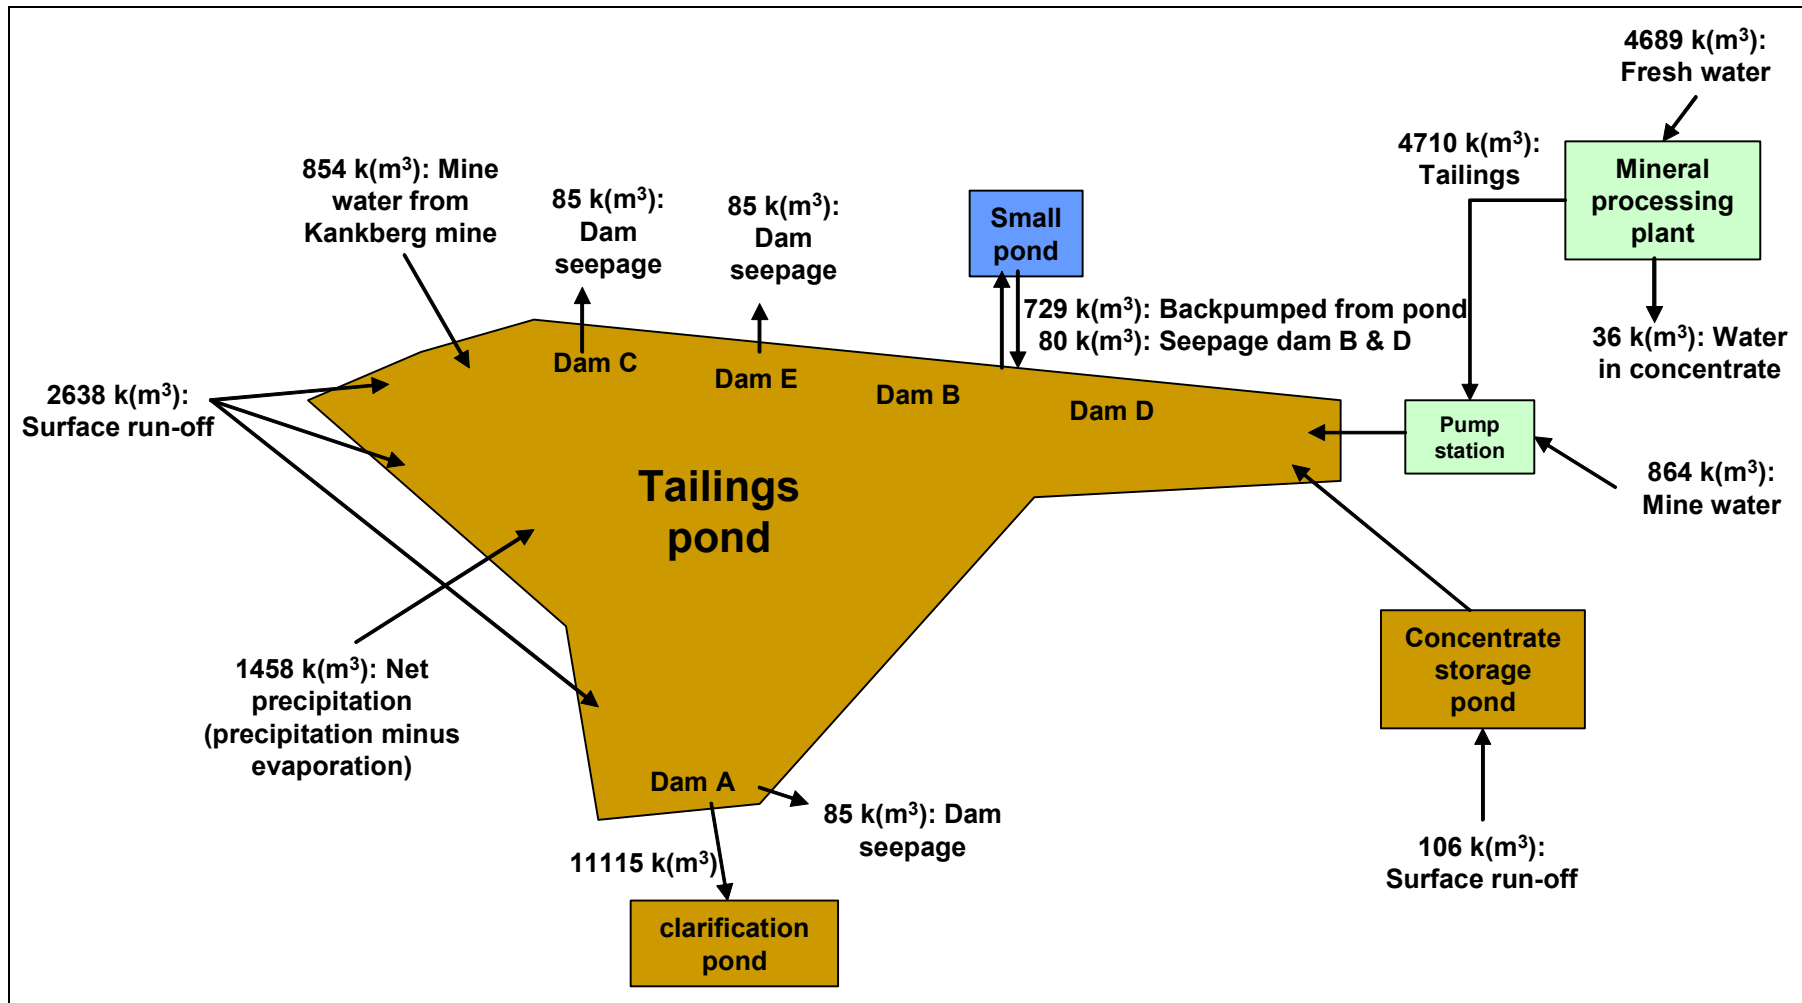 4689 k(m³):
Fresh water
4710 k(m³):
Tailings
Mineral
processing
plant
854 k(m³): Mine
water from
Kankberg mine
85 k(m³):
Dam
seepage
85 k(m³):
Dam
seepage
Small
pond
729 k(m³): Backpumped from pond
80 k(m³): Seepage dam B & D
36 k(m³): Water
in concentrate
Dam C
Dam E
Dam B
Dam D
2638 k(m³):
Surface run-off
Pump
station
864 k(m³):
Mine water
Tailings
pond
Concentrate
storage
pond
1458 k(m³): Net
precipitation
(precipitation minus
evaporation)
Dam A
85 k(m³): Dam
seepage
11115 k(m³)
106 k(m³):
Surface run-off
clarification
pond